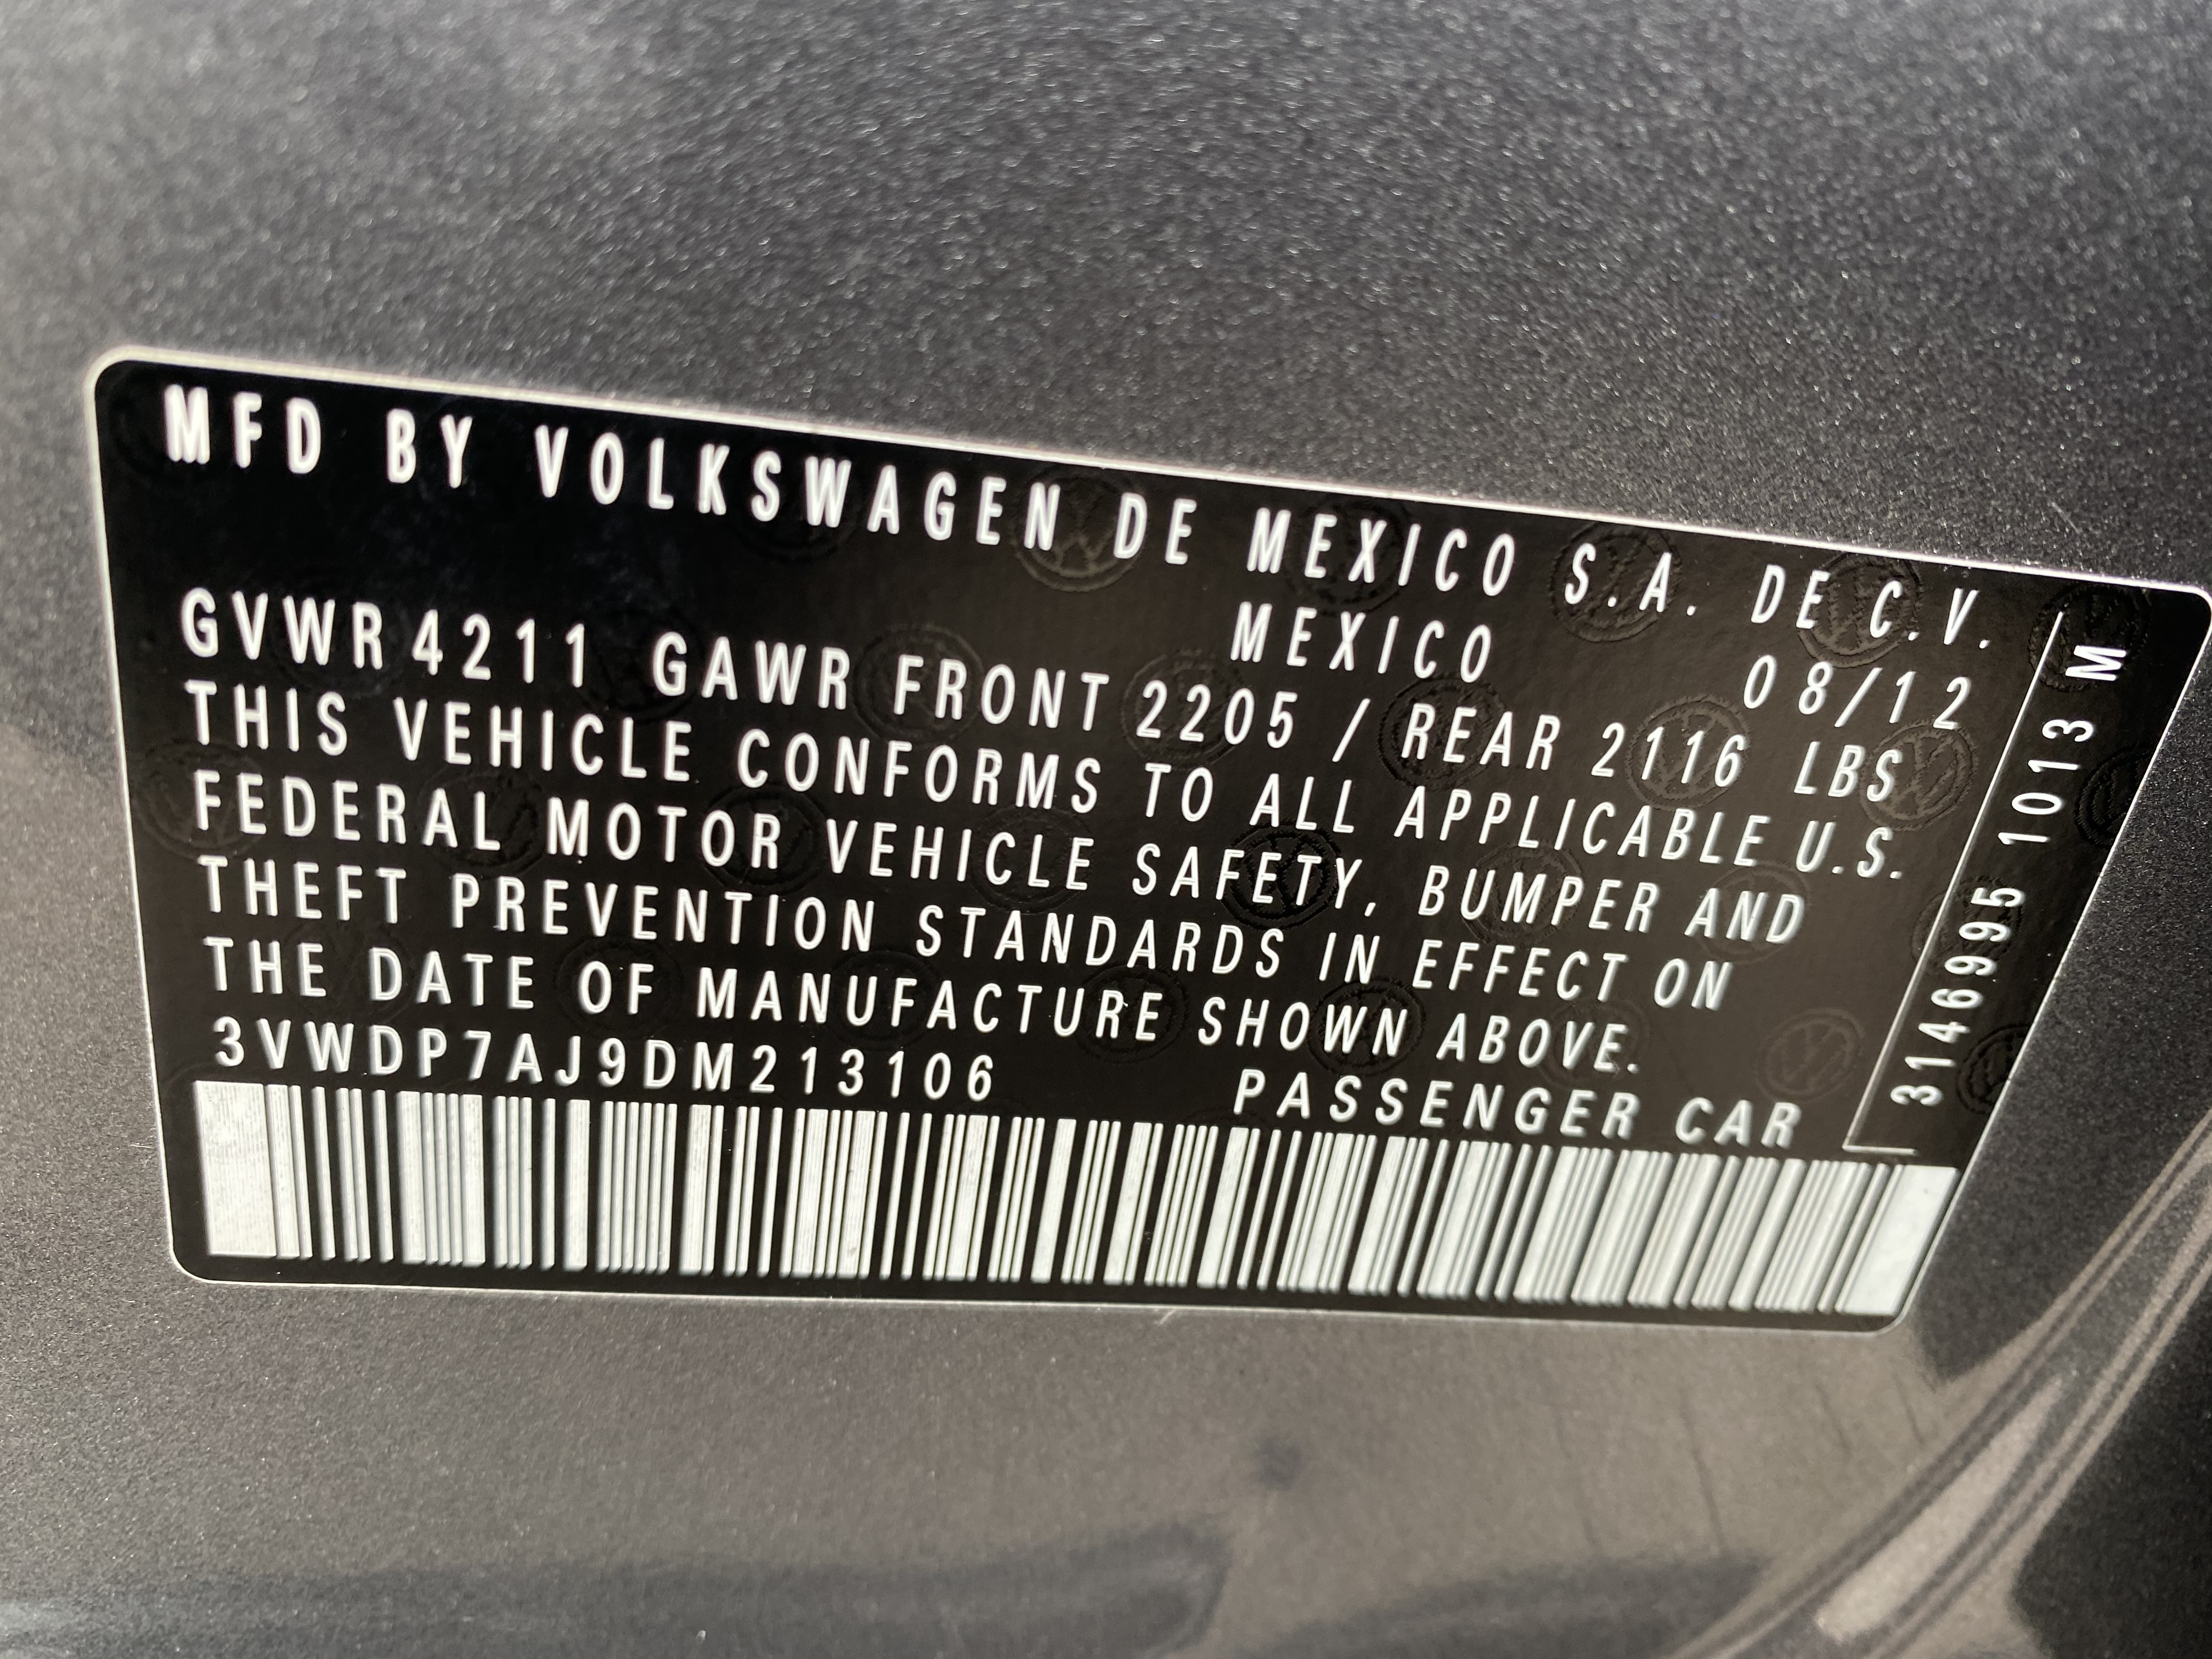 MFD BY VOLKSWAGEN DE MEXICO S.A. DE C.V.
MEXICO 08/12
GVWR 4211 GAWR FRONT 2205 / REAR 2116 LBS
THIS VEHICLE CONFORMS TO ALL APPLICABLE U.S.
FEDERAL MOTOR VEHICLE SAFETY, BUMPER AND
THEFT PREVENTION STANDARDS IN EFFECT ON
THE DATE OF MANUFACTURE SHOWN ABOVE.
3VWDP7AJ9DM213106 PASSENGER CAR
3146995 1013 M